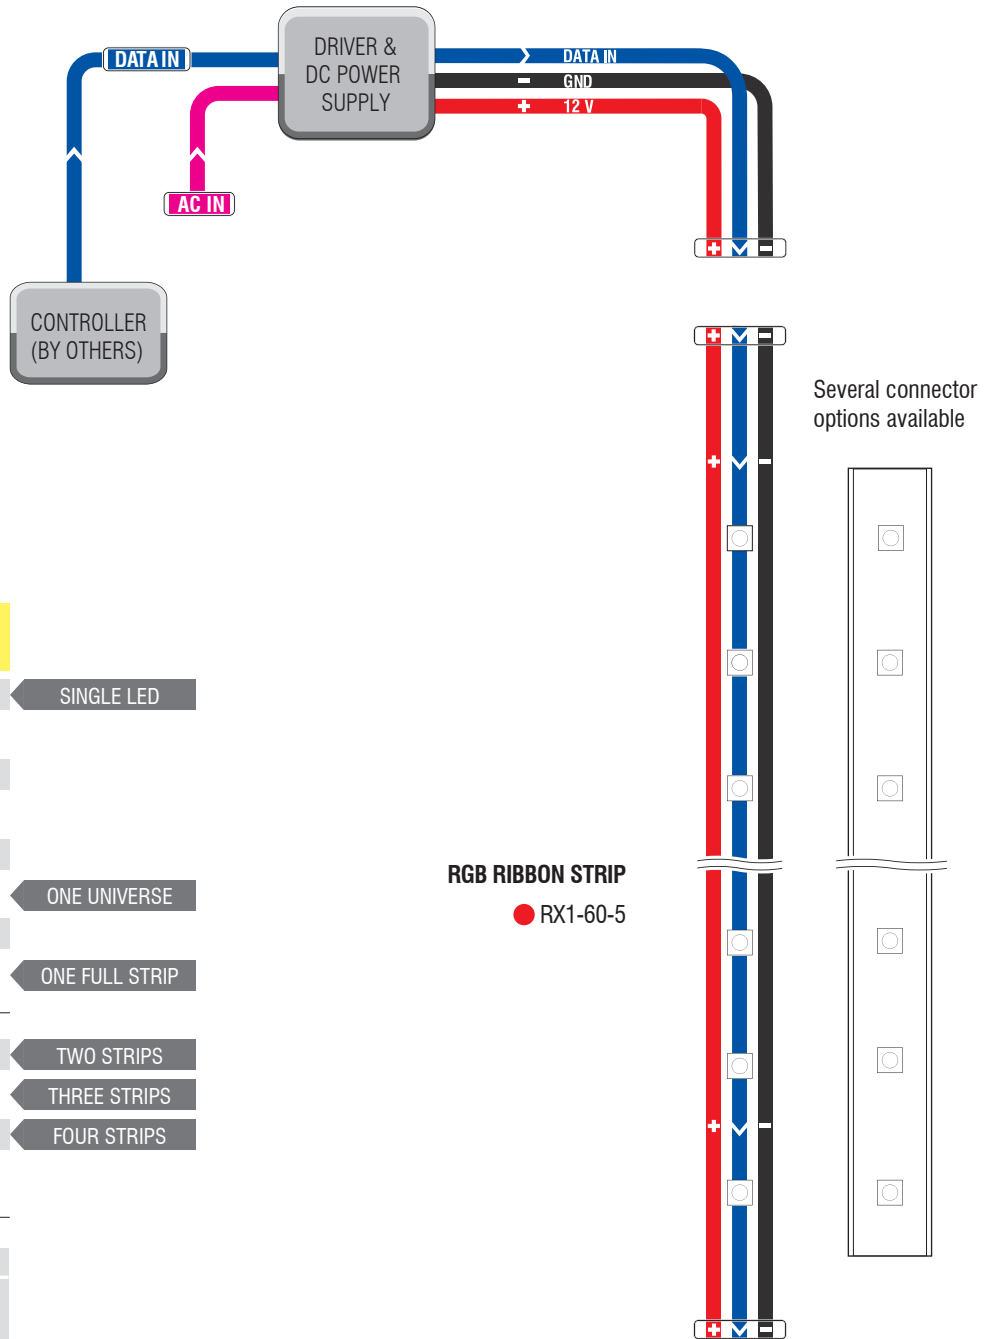 DRIVER &
DC POWER
SUPPLY
DATA IN
DATA IN
GND
12 V
AC IN
CONTROLLER
(BY OTHERS)
Several connector
options available
SINGLE LED
RGB RIBBON STRIP
RX1-60-5
ONE UNIVERSE
ONE FULL STRIP
TWO STRIPS
THREE STRIPS
FOUR STRIPS